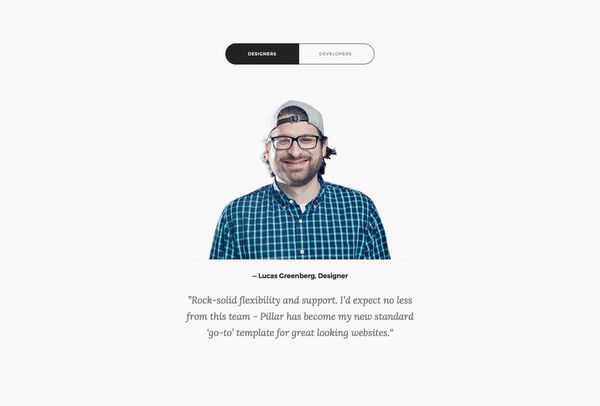 DESIGNERS
DEVELOPERS
— Lucas Greenberg, Designer
"Rock-solid flexibility and support. I'd expect no less
from this team - Pillar has become my new standard
'go-to' template for great looking websites."